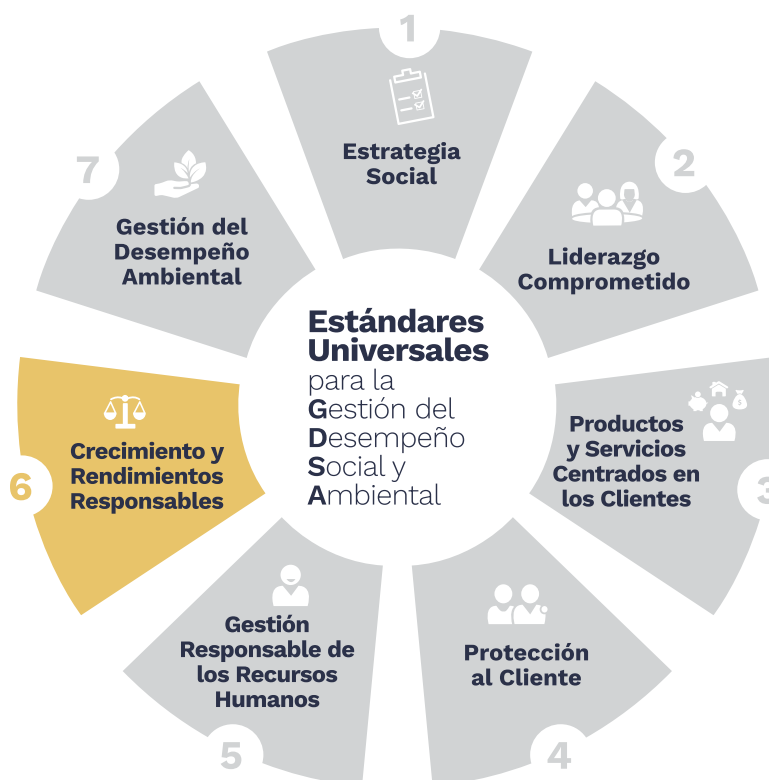 1
Estrategia
Social
2
Liderazgo
Comprometido
3
Productos
y Servicios
Centrados en
los Clientes
4
Protección
al Cliente
5
Gestión
Responsable de
los Recursos
Humanos
6
Crecimiento y
Rendimientos
Responsables
7
Gestión del
Desempeño
Ambiental
Estándares
Universales
para la
Gestión del
Desempeño
Social y
Ambiental